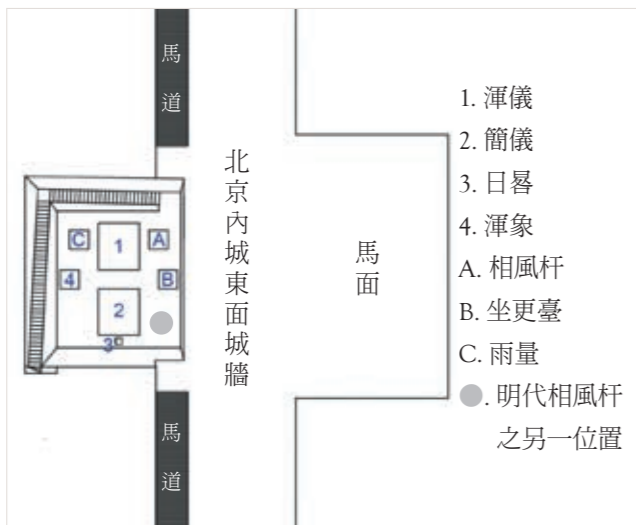 馬道
北京內城東面城牆
馬面
C
1
A
4
B
2
3
馬道
1. 渾儀
2. 簡儀
3. 日晷
4. 渾象
A. 相風杆
B. 坐更臺
C. 雨量
. 明代相風杆
之另一位置